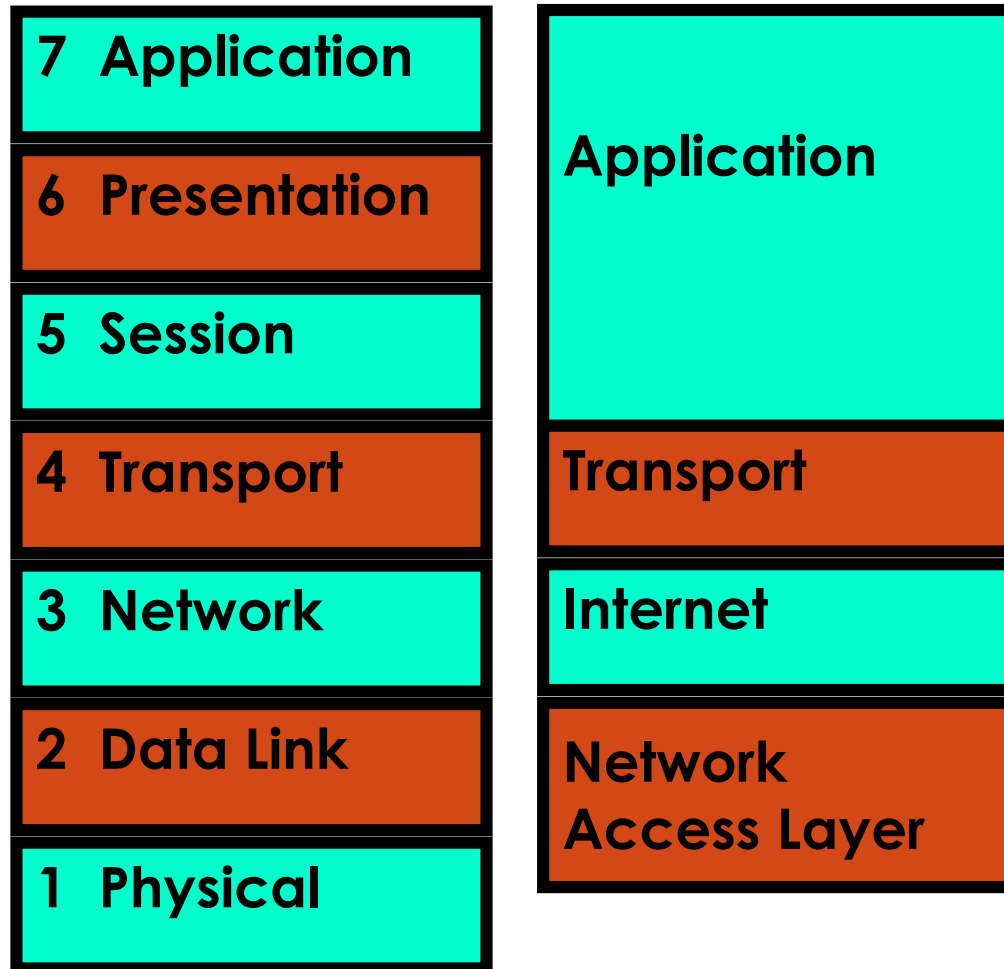 7 Application
6 Presentation
5 Session
4 Transport
3 Network
2 Data Link
1 Physical
Application
Transport
Internet
Network
Access Layer